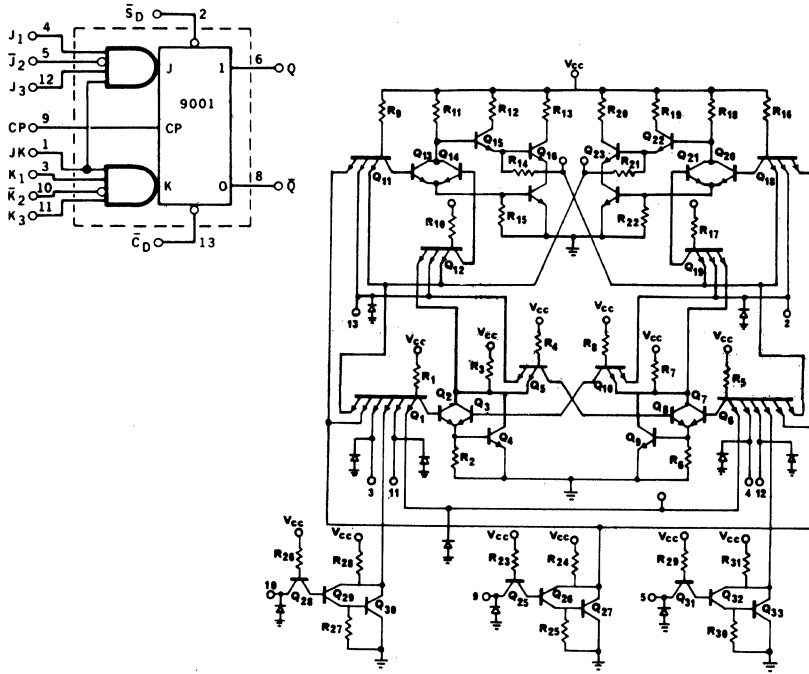 S̅D 2
J1 4
J̅2 5
J3 12
CP 9
JK 1
K1 3
K̅2 10
K3 11
J
9001
CP
K
1
0
6 Q
8 Q̅
C̅D 13
VCC
R9 R11 R12 R13 R20 R19 R18 R16
Q15 Q22
Q13 Q14 Q16 Q23 Q21 Q20
R14 R21
Q11 Q18
R10 R15 R22 R17
Q12 Q19
13 2
VCC VCC VCC VCC VCC VCC
R1 R3 R4 R8 R7 R5
Q5 Q10
Q2 Q3 Q7
Q1 Q4 Q9 Q8 Q6
R2 R6
3 11 4 12
VCC VCC VCC VCC VCC VCC
R26 R28 R23 R24 R29 R31
10 Q28 Q29 Q30
9 Q25 Q26 Q27
5 Q31 Q32 Q33
R27 R25 R30